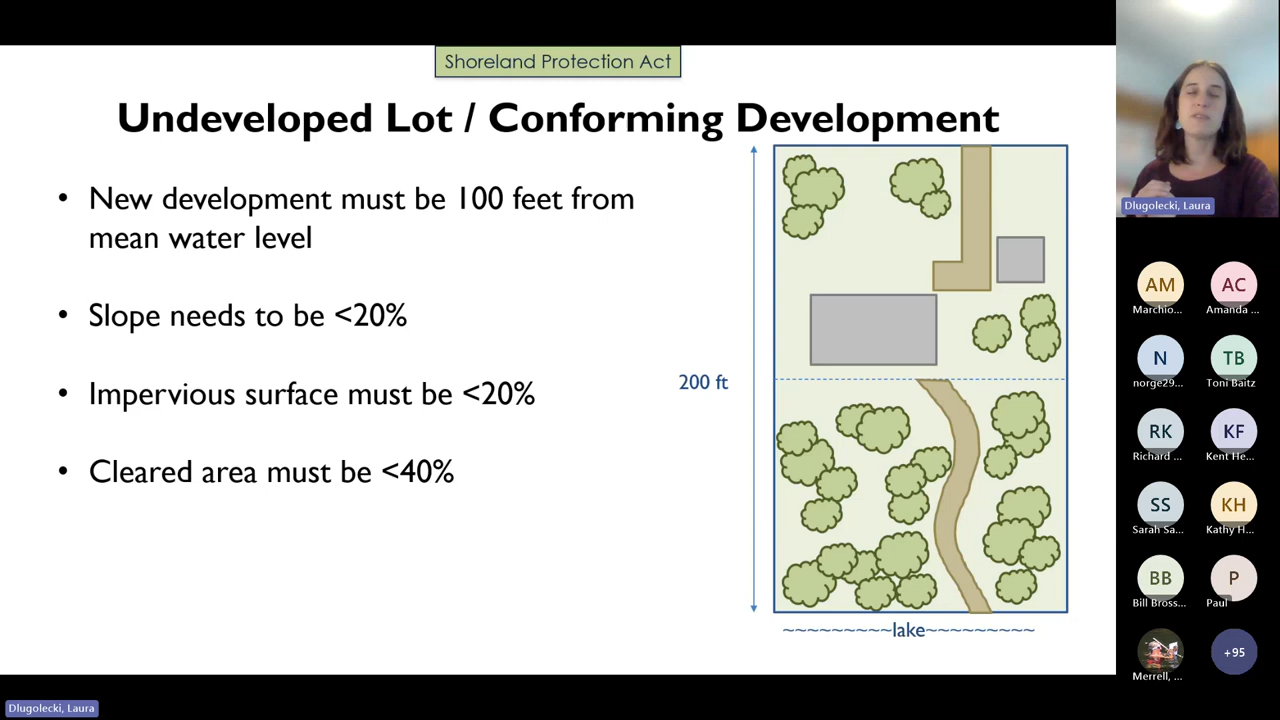 Shoreland Protection Act
Undeveloped Lot / Conforming Development
• New development must be 100 feet from
mean water level
• Slope needs to be <20%
• Impervious surface must be <20%
• Cleared area must be <40%
200 ft
~~~~~~~~~lake~~~~~~~~~
Dlugolecki, Laura
AM
Marchio...
AC
Amanda ...
N
norge29...
TB
Toni Baitz
RK
Richard ...
KF
Kent He...
SS
Sarah Sa...
KH
Kathy H...
BB
Bill Bross...
P
Paul
Merrell, ...
+95
Dlugolecki, Laura